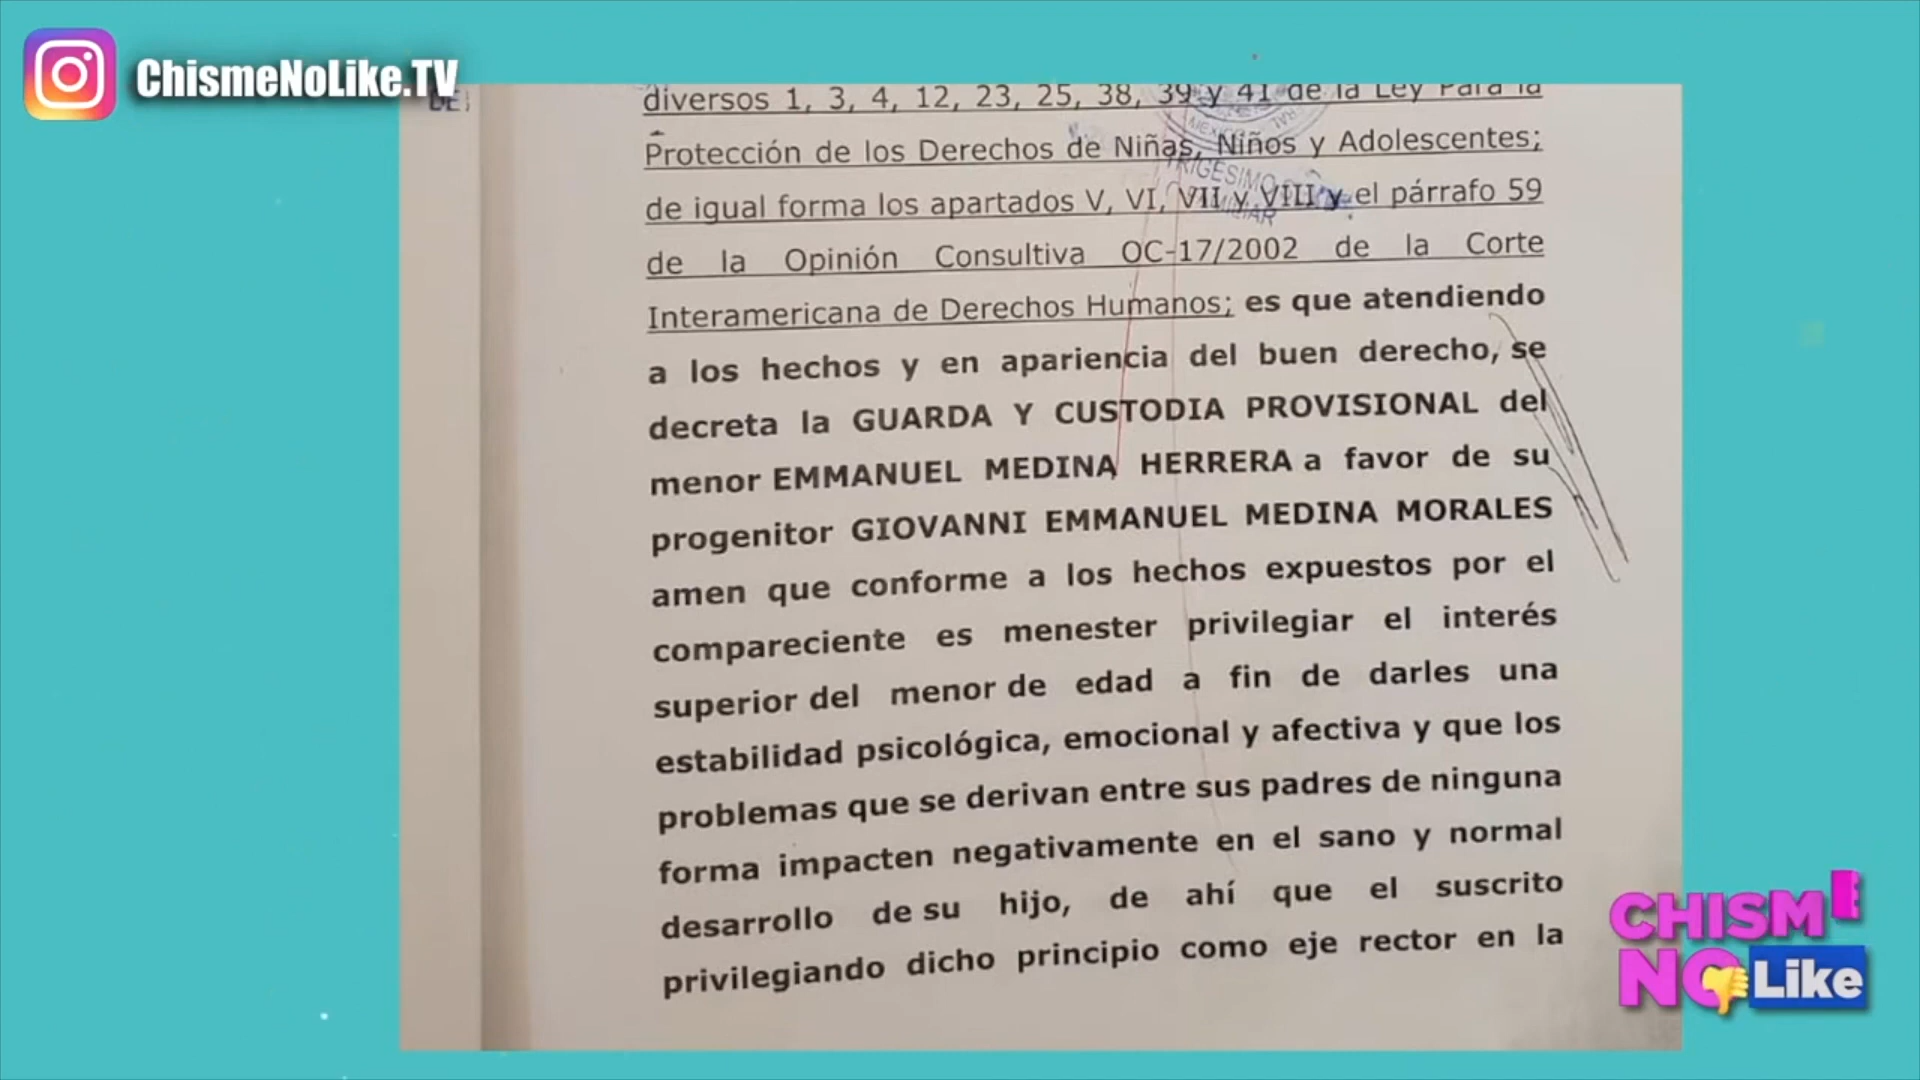 ChismeNoLike.TV
DE
diversos 1, 3, 4, 12, 23, 25, 38, 39 y 41 de la Ley Para la
Protección de los Derechos de Niñas, Niños y Adolescentes;
de igual forma los apartados V, VI, VII y VIII y el párrafo 59
de la Opinión Consultiva OC-17/2002 de la Corte
Interamericana de Derechos Humanos; es que atendiendo
a los hechos y en apariencia del buen derecho, se
decreta la GUARDA Y CUSTODIA PROVISIONAL del
menor EMMANUEL MEDINA HERRERA a favor de su
progenitor GIOVANNI EMMANUEL MEDINA MORALES
amen que conforme a los hechos expuestos por el
compareciente es menester privilegiar el interés
superior del menor de edad a fin de darles una
estabilidad psicológica, emocional y afectiva y que los
problemas que se derivan entre sus padres de ninguna
forma impacten negativamente en el sano y normal
desarrollo de su hijo, de ahí que el suscrito
privilegiando dicho principio como eje rector en la
MEXICO
TRIGESIMO
CHISME
NO Like